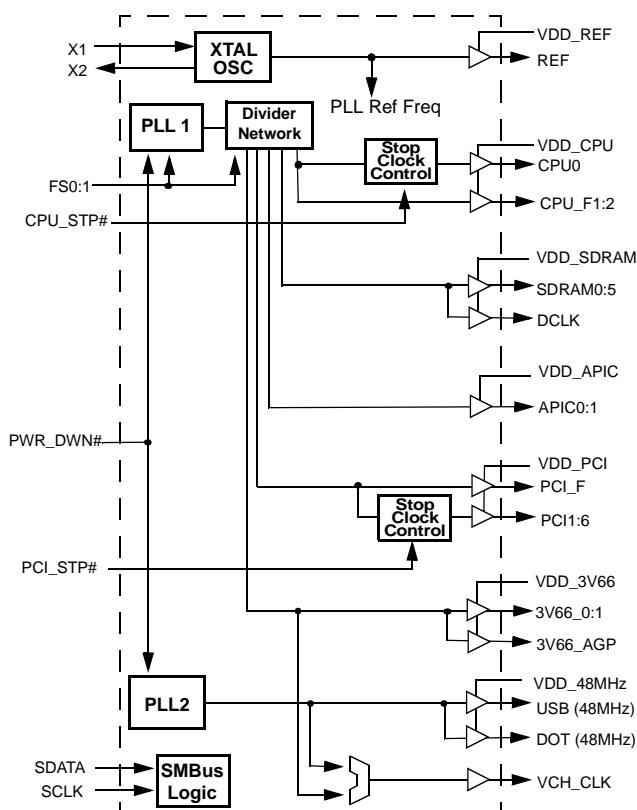 X1
X2
XTAL
OSC
VDD_REF
REF
PLL Ref Freq
PLL 1
Divider
Network
Stop
Clock
Control
VDD_CPU
CPU0
FS0:1
CPU_F1:2
CPU_STP#
VDD_SDRAM
SDRAM0:5
DCLK
VDD_APIC
APIC0:1
PWR_DWN#
VDD_PCI
PCI_F
Stop
Clock
Control
PCI1:6
PCI_STP#
VDD_3V66
3V66_0:1
3V66_AGP
PLL2
VDD_48MHz
USB (48MHz)
DOT (48MHz)
SDATA
SCLK
SMBus
Logic
VCH_CLK